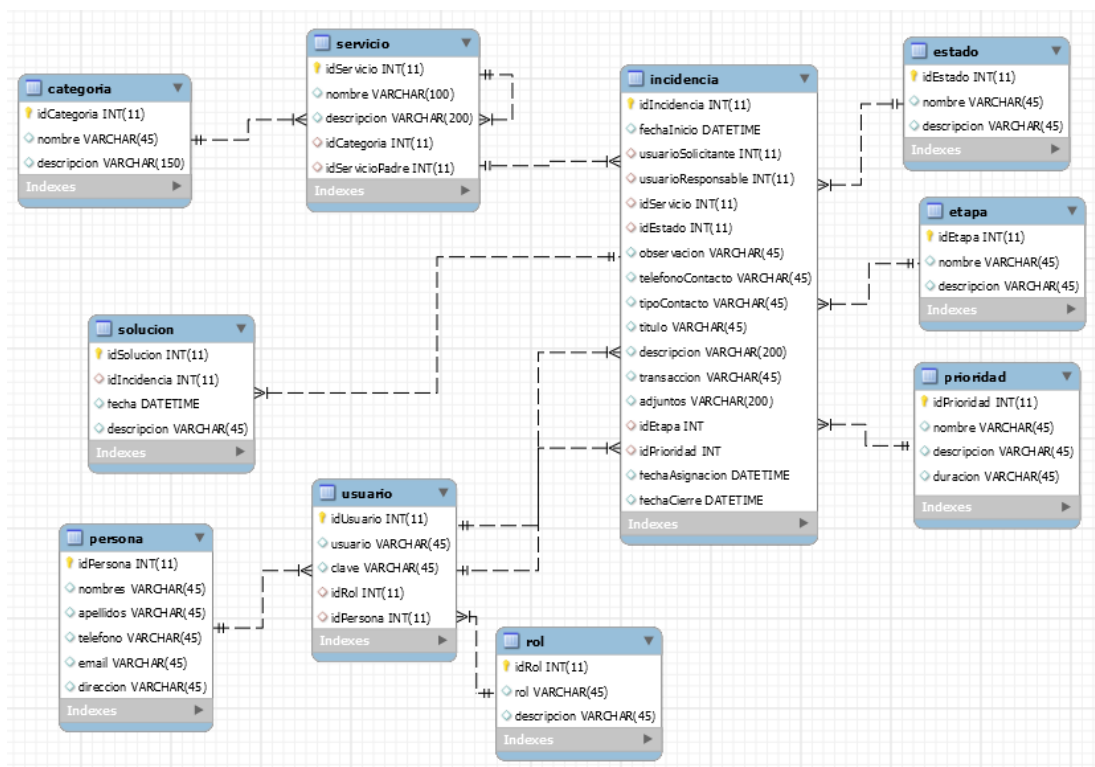 categoria
idCategoria INT(11)
nombre VARCHAR(45)
descripcion VARCHAR(150)
Indexes
servicio
idServicio INT(11)
nombre VARCHAR(100)
descripcion VARCHAR(200)
idCategoria INT(11)
idServicioPadre INT(11)
Indexes
incidencia
idIncidencia INT(11)
fechaInicio DATETIME
usuarioSolicitante INT(11)
usuarioResponsable INT(11)
idServicio INT(11)
idEstado INT(11)
observacion VARCHAR(45)
telefonoContacto VARCHAR(45)
tipoContacto VARCHAR(45)
titulo VARCHAR(45)
descripcion VARCHAR(200)
transaccion VARCHAR(45)
adjuntos VARCHAR(200)
idEtapa INT
idPrioridad INT
fechaAsignacion DATETIME
fechaCierre DATETIME
Indexes
estado
idEstado INT(11)
nombre VARCHAR(45)
descripcion VARCHAR(45)
Indexes
etapa
idEtapa INT(11)
nombre VARCHAR(45)
descripcion VARCHAR(45)
Indexes
prioridad
idPrioridad INT(11)
nombre VARCHAR(45)
descripcion VARCHAR(45)
duracion VARCHAR(45)
Indexes
solucion
idSolucion INT(11)
idIncidencia INT(11)
fecha DATETIME
descripcion VARCHAR(45)
Indexes
usuario
idUsuario INT(11)
usuario VARCHAR(45)
clave VARCHAR(45)
idRol INT(11)
idPersona INT(11)
Indexes
persona
idPersona INT(11)
nombres VARCHAR(45)
apellidos VARCHAR(45)
telefono VARCHAR(45)
email VARCHAR(45)
direccion VARCHAR(45)
Indexes
rol
idRol INT(11)
rol VARCHAR(45)
descripcion VARCHAR(45)
Indexes